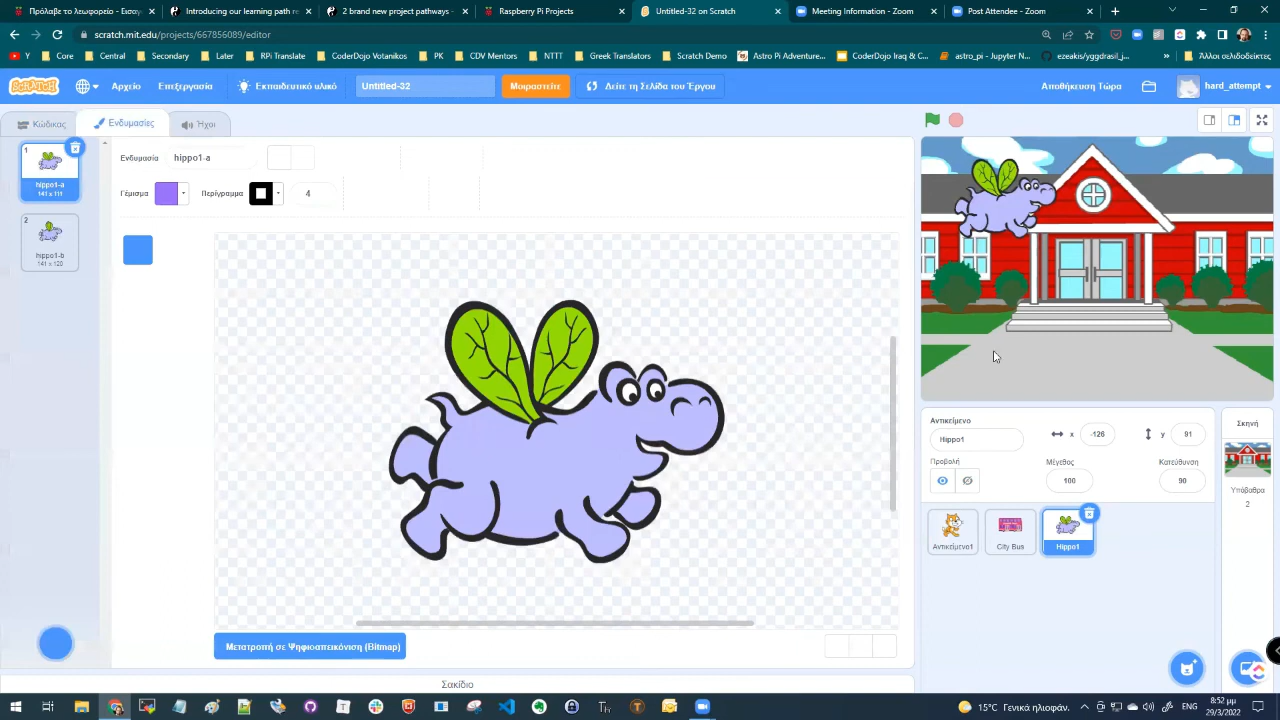 Πρόλαβε το λεωφορείο - Εισαγ
Introducing our learning path re
2 brand new project pathways -
Raspberry Pi Projects
Untitled-32 on Scratch
Meeting Information - Zoom
Post Attendee - Zoom
scratch.mit.edu/projects/667856089/editor
Y
Core
Central
Secondary
Later
RPi Translate
CoderDojo Votanikos
PK
CDV Mentors
NTTT
Greek Translators
Scratch Demo
Astro Pi Adventure...
CoderDojo Iraq & C...
astro_pi - Jupyter N...
ezeakis/yggdrasil_j...
»
Άλλοι σελιδοδείκτες
SCRATCH
Αρχείο
Επεξεργασία
Εκπαιδευτικό υλικό
Untitled-32
Μοιραστείτε
Δείτε τη Σελίδα του Έργου
Αποθήκευση Τώρα
hard_attempt
Κώδικας
Ενδυμασίες
Ήχοι
1
hippo1-a
141 x 111
2
hippo1-b
141 x 120
Ενδυμασία
hippo1-a
Γέμισμα
Περίγραμμα
4
Μετατροπή σε Ψηφιοαπεικόνιση (Bitmap)
Σακίδιο
Αντικείμενο
Hippo1
x
-126
y
91
Προβολή
Μέγεθος
100
Κατεύθυνση
90
Αντικείμενο1
City Bus
Hippo1
Σκηνή
Υπόβαθρα
2
15°C Γενικά ηλιοφάν.
ENG
8:52 μμ
29/3/2022